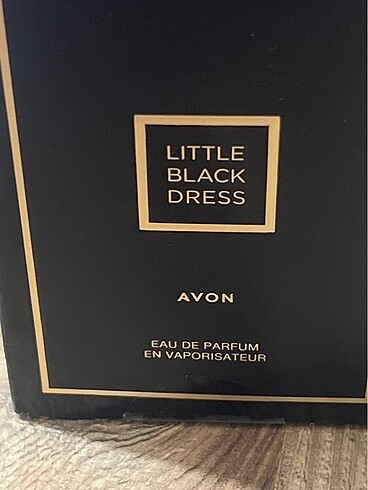 LITTLE
BLACK
DRESS
AVON
EAU DE PARFUM
EN VAPORISATEUR